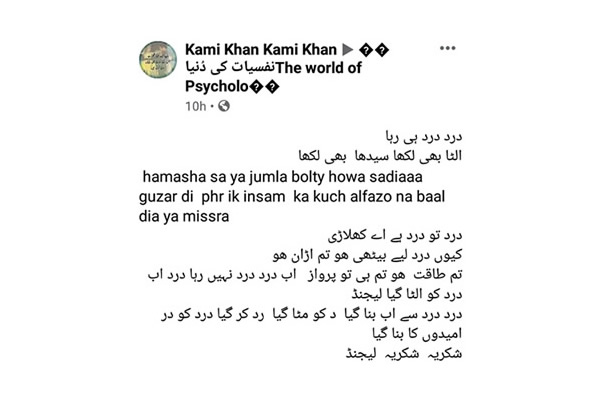 Kami Khan Kami Khan ▶ ��
نفسیات کی دُنیاThe world of
Psycholo��
10h •
درد درد ہی رہا
الٹا بھی لکھا سیدھا بھی لکھا
hamasha sa ya jumla bolty howa sadiaaa
guzar di phr ik insam ka kuch alfazo na baal
dia ya missra
درد تو درد ہے اے کھلاڑی
کیوں درد لیے بیٹھی ھو تم اڑان ھو
تم طاقت ھو تم ہی تو پرواز اب درد درد نہیں رہا درد اب
درد کو الٹا گیا لیجنڈ
درد درد سے اب بنا گیا د کو مٹا گیا رد کر گیا درد کو در
امیدوں کا بنا گیا
شکریہ شکریہ لیجنڈ